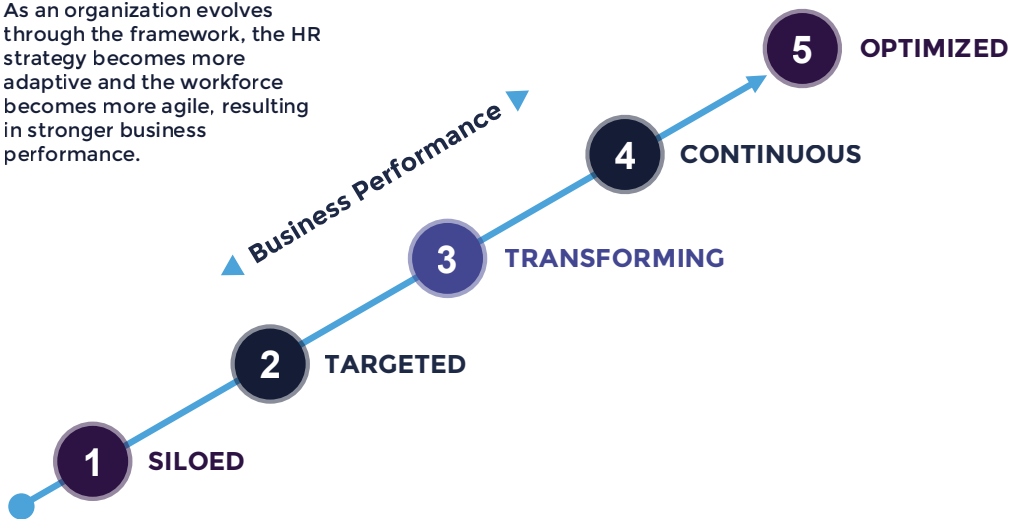 As an organization evolves
through the framework, the HR
strategy becomes more
adaptive and the workforce
becomes more agile, resulting
in stronger business
performance.
5 OPTIMIZED
Business Performance
4 CONTINUOUS
3 TRANSFORMING
2 TARGETED
1 SILOED